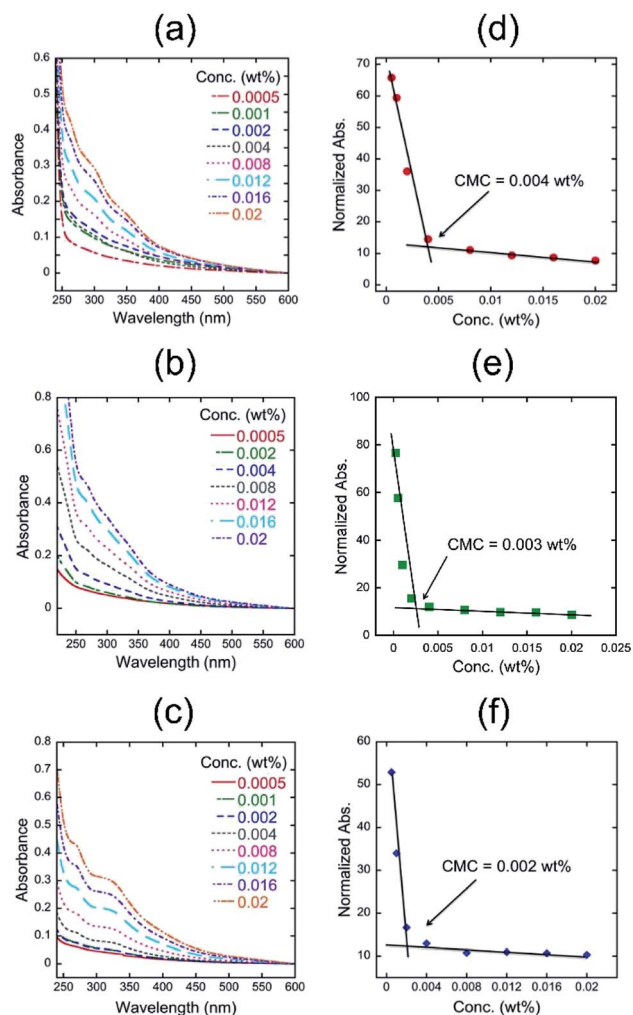 (a)
0.6
0.5
0.4
0.3
0.2
0.1
0
250 300 350 400 450 500 550 600
Absorbance
Wavelength (nm)
Conc. (wt%)
0.0005
0.001
0.002
0.004
0.008
0.012
0.016
0.02
(d)
70
60
50
40
30
20
10
0
0 0.005 0.01 0.015 0.02
Normalized Abs.
Conc. (wt%)
CMC = 0.004 wt%
(b)
0.8
0.6
0.4
0.2
0
250 300 350 400 450 500 550 600
Absorbance
Wavelength (nm)
Conc. (wt%)
0.0005
0.002
0.004
0.008
0.012
0.016
0.02
(e)
100
80
60
40
20
0
0 0.005 0.01 0.015 0.02 0.025
Normalized Abs.
Conc. (wt%)
CMC = 0.003 wt%
(c)
0.8
0.7
0.6
0.5
0.4
0.3
0.2
0.1
0
250 300 350 400 450 500 550 600
Absorbance
Wavelength (nm)
Conc. (wt%)
0.0005
0.001
0.002
0.004
0.008
0.012
0.016
0.02
(f)
60
50
40
30
20
10
0 0.004 0.008 0.012 0.016 0.02
Normalized Abs.
Conc. (wt%)
CMC = 0.002 wt%